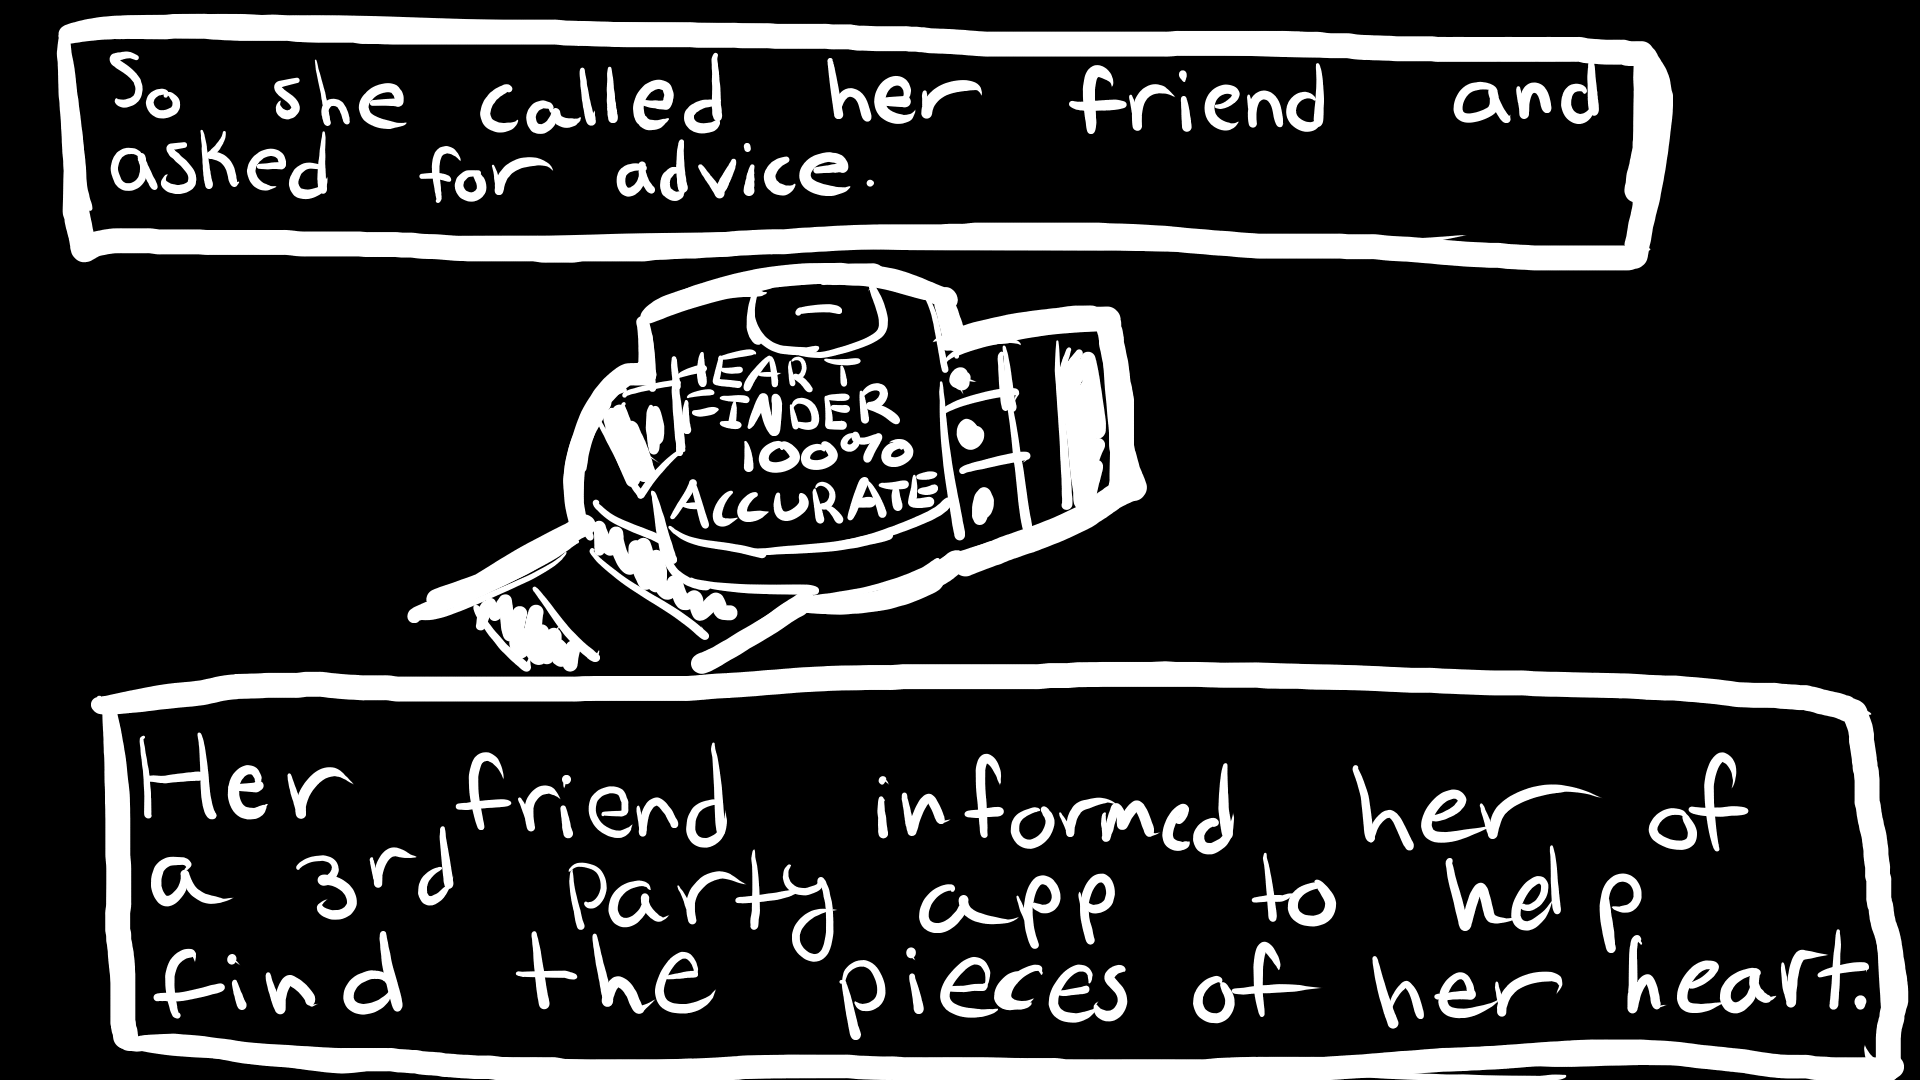 So she called her friend and
asked for advice.
HEART
FINDER
100%
ACCURATE
Her friend informed her of
a 3rd party app to help
find the pieces of her heart.